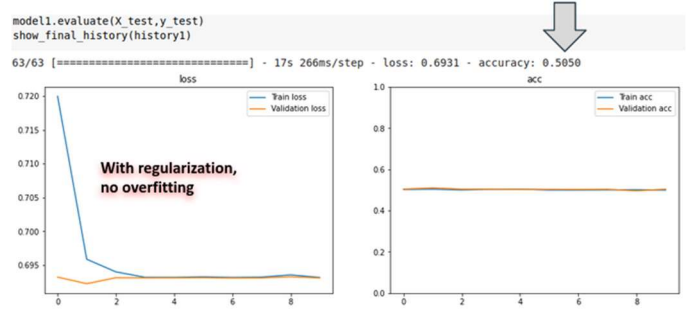 model1.evaluate(X_test,y_test)
show_final_history(history1)
63/63 [==============================] - 17s 266ms/step - loss: 0.6931 - accuracy: 0.5050
loss
acc
0.720
0.715
0.710
0.705
0.700
0.695
Train loss
Validation loss
With regularization,
no overfitting
0 2 4 6 8
1.0
0.8
0.6
0.4
0.2
0.0
Train acc
Validation acc
0 2 4 6 8